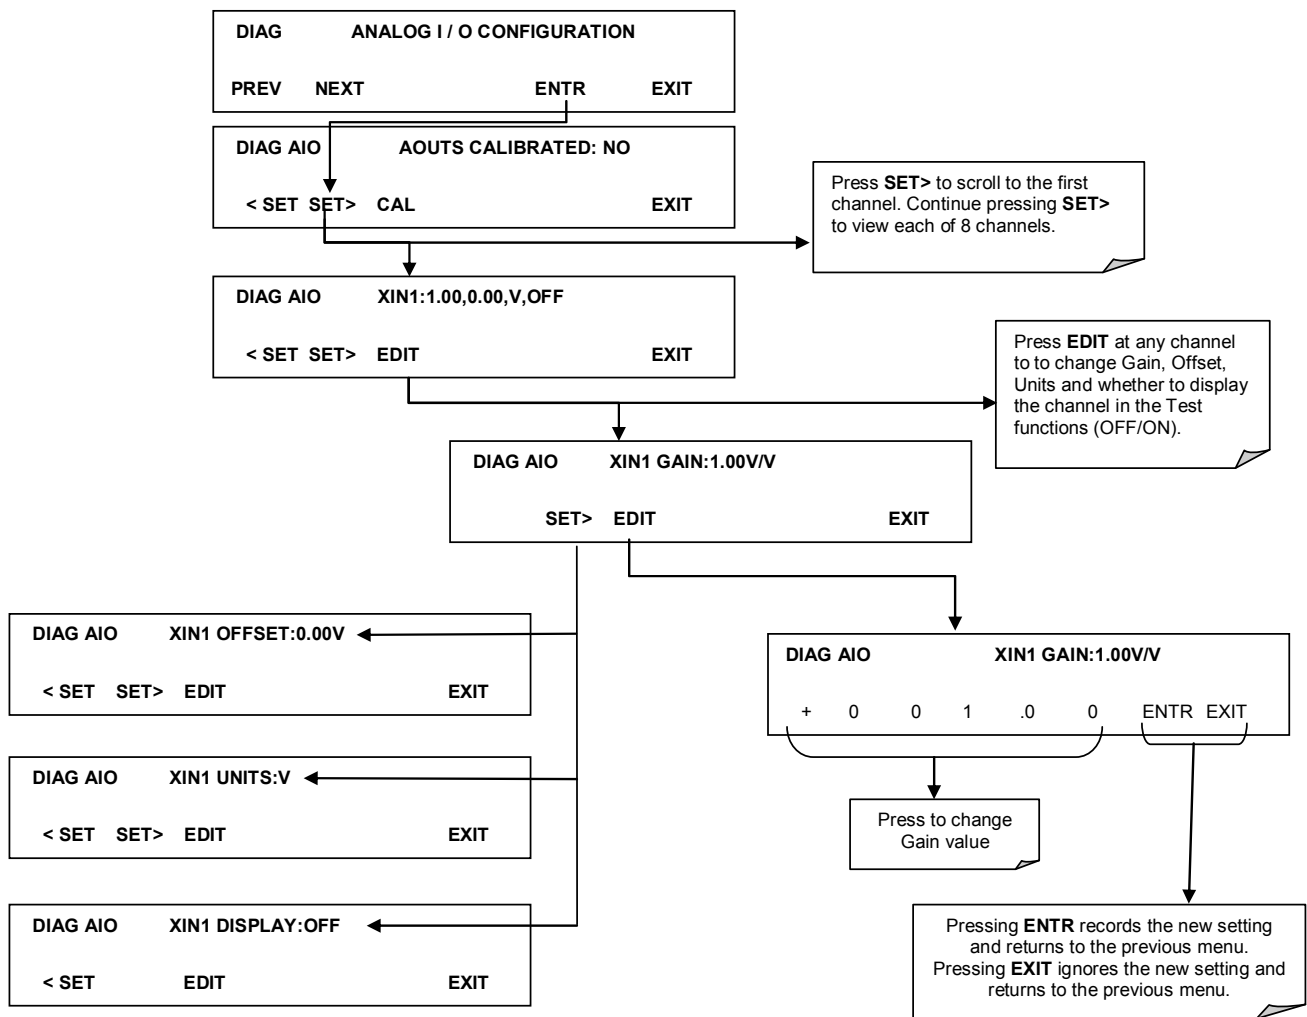 DIAG ANALOG I / O CONFIGURATION
PREV NEXT ENTR EXIT
DIAG AIO AOUTS CALIBRATED: NO
< SET SET> CAL EXIT
Press SET> to scroll to the first
channel. Continue pressing SET>
to view each of 8 channels.
DIAG AIO XIN1:1.00,0.00,V,OFF
< SET SET> EDIT EXIT
Press EDIT at any channel
to to change Gain, Offset,
Units and whether to display
the channel in the Test
functions (OFF/ON).
DIAG AIO XIN1 GAIN:1.00V/V
SET> EDIT EXIT
DIAG AIO XIN1 OFFSET:0.00V
< SET SET> EDIT EXIT
DIAG AIO XIN1 GAIN:1.00V/V
+ 0 0 1 .0 0 ENTR EXIT
DIAG AIO XIN1 UNITS:V
< SET SET> EDIT EXIT
Press to change
Gain value
DIAG AIO XIN1 DISPLAY:OFF
< SET EDIT EXIT
Pressing ENTR records the new setting
and returns to the previous menu.
Pressing EXIT ignores the new setting and
returns to the previous menu.